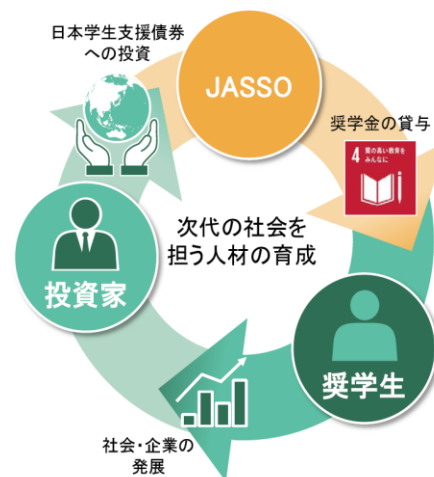 日本学生支援債券
への投資
JASSO
奨学金の貸与
4 質の高い教育を
みんなに
次代の社会を
担う人材の育成
投資家
奨学生
社会・企業の
発展